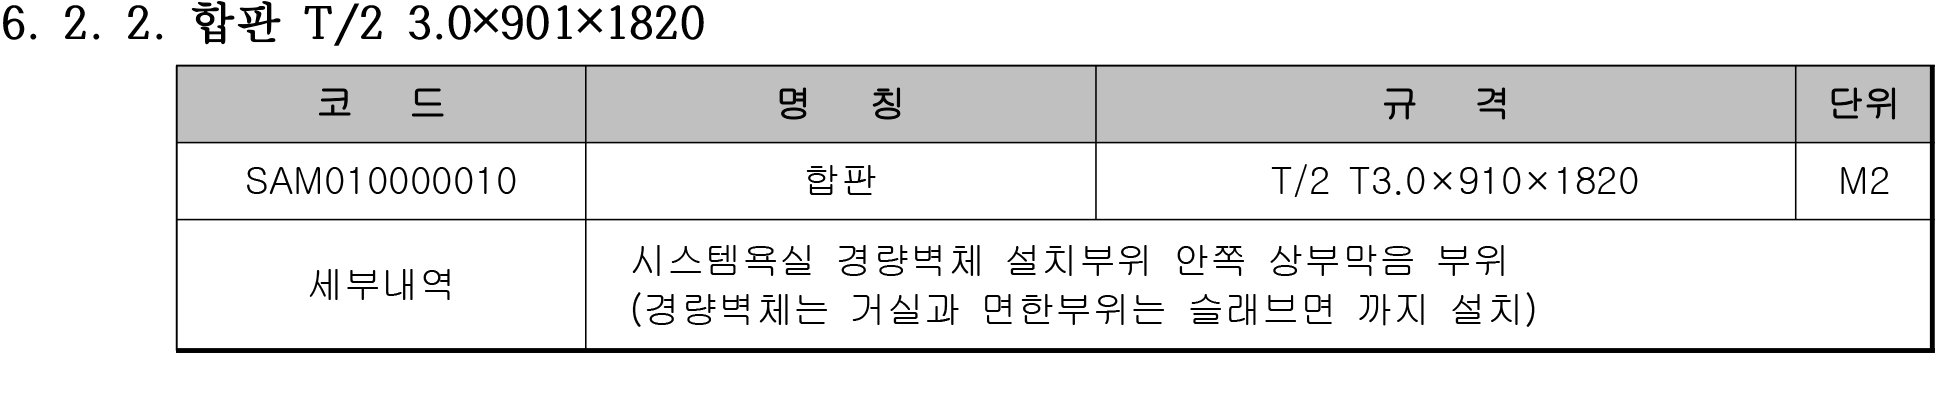 6. 2. 2. 합판 T/2 3.0×901×1820
코 드 명 칭 규 격 단위
SAM010000010 합판 T/2 T3.0×910×1820 M2
세부내역
시스템욕실 경량벽체 설치부위 안쪽 상부막음 부위
(경량벽체는 거실과 면한부위는 슬래브면 까지 설치)